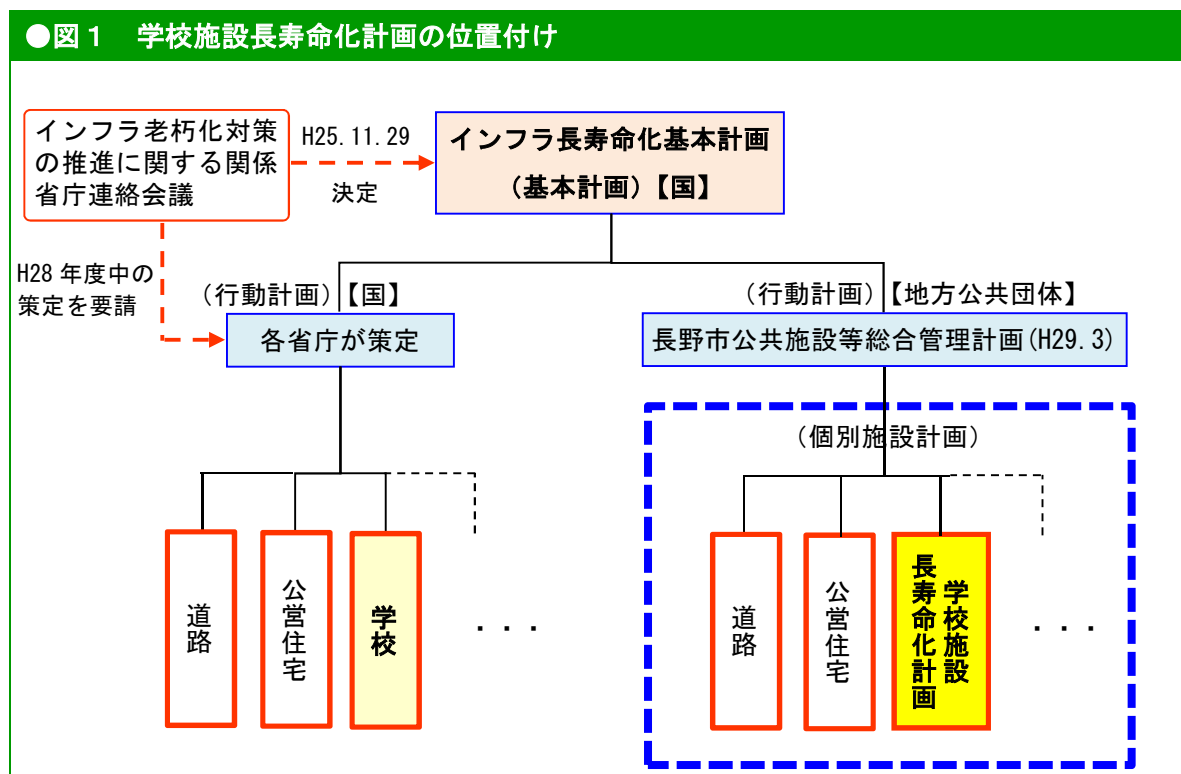 ●図1 学校施設長寿命化計画の位置付け
インフラ老朽化対策
の推進に関する関係
省庁連絡会議
H25.11.29
決定
インフラ長寿命化基本計画
(基本計画)【国】
H28 年度中の
策定を要請
(行動計画)【国】
各省庁が策定
(行動計画)【地方公共団体】
長野市公共施設等総合管理計画(H29.3)
(個別施設計画)
道路
公営住宅
学校
・・・
道路
公営住宅
学校施設
長寿命化計画
・・・